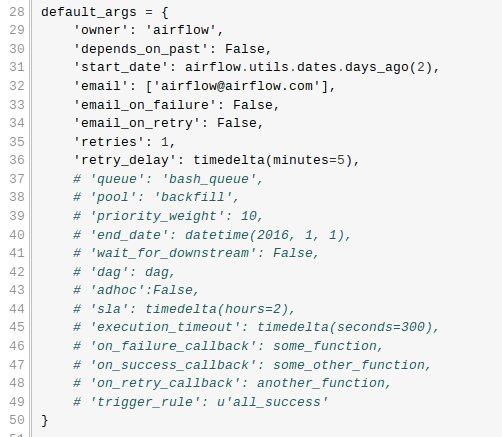 28 default_args = {
29     'owner': 'airflow',
30     'depends_on_past': False,
31     'start_date': airflow.utils.dates.days_ago(2),
32     'email': ['airflow@airflow.com'],
33     'email_on_failure': False,
34     'email_on_retry': False,
35     'retries': 1,
36     'retry_delay': timedelta(minutes=5),
37     # 'queue': 'bash_queue',
38     # 'pool': 'backfill',
39     # 'priority_weight': 10,
40     # 'end_date': datetime(2016, 1, 1),
41     # 'wait_for_downstream': False,
42     # 'dag': dag,
43     # 'adhoc':False,
44     # 'sla': timedelta(hours=2),
45     # 'execution_timeout': timedelta(seconds=300),
46     # 'on_failure_callback': some_function,
47     # 'on_success_callback': some_other_function,
48     # 'on_retry_callback': another_function,
49     # 'trigger_rule': u'all_success'
50 }